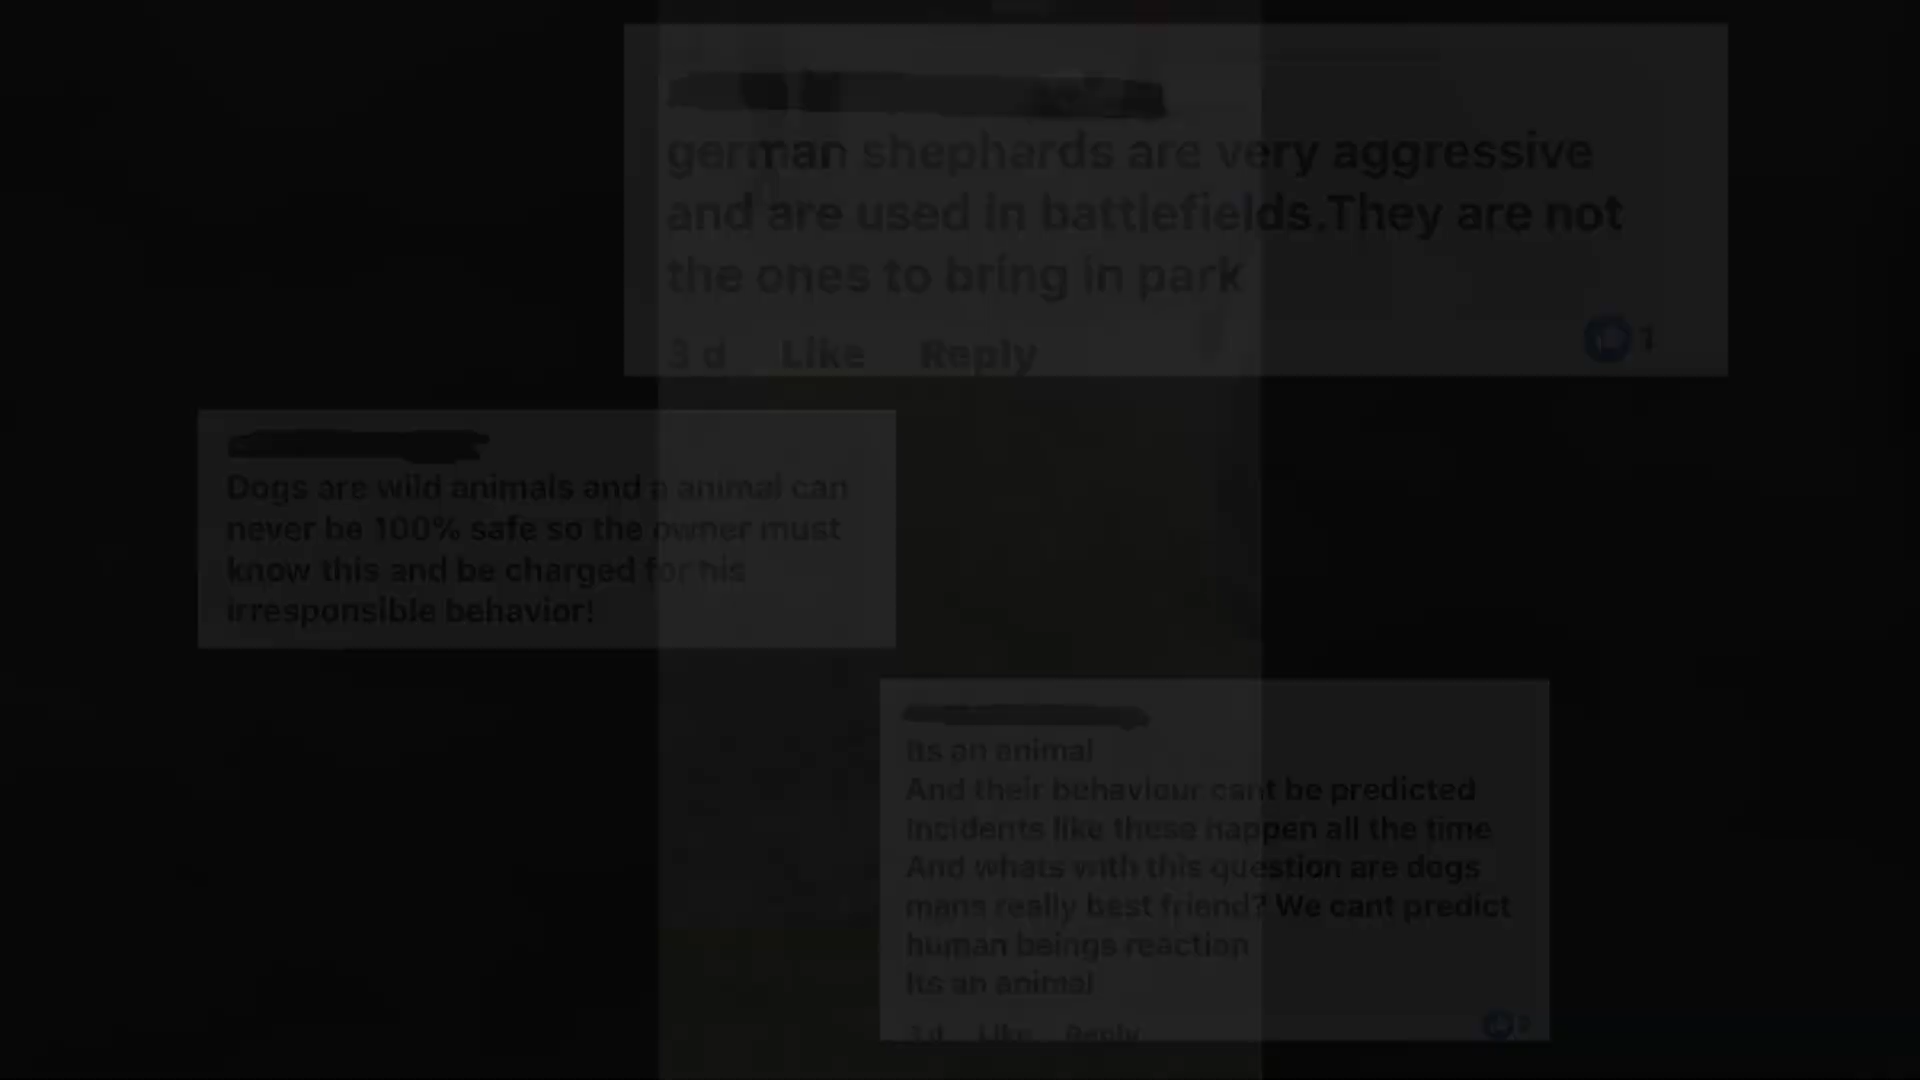 german shephards are very aggressive
and are used in battlefields.They are not
the ones to bring in park
3 d Like Reply
1
Dogs are wild animals and a animal can
never be 100% safe so the owner must
know this and be charged for his
irresponsible behavior!
Its an animal
And their behaviour cant be predicted
Incidents like these happen all the time
And whats with this question are dogs
mans really best friend? We cant predict
human beings reaction
Its an animal
3 d Like Reply
2